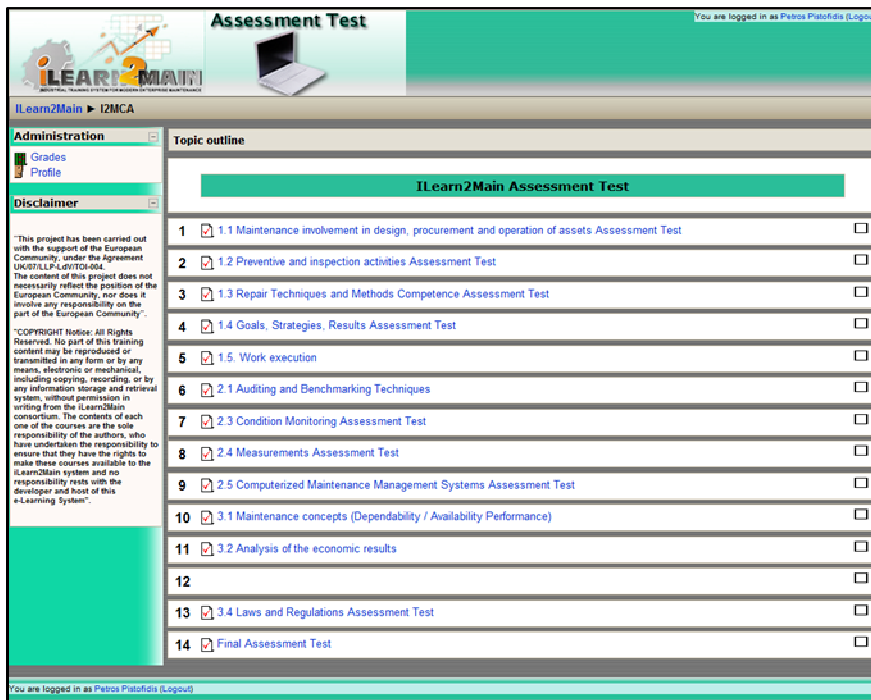 Assessment Test
You are logged in as Petros Pistofidis (Logou
iLEARN2MAIN
INDUSTRIAL TRAINING SYSTEM FOR MODERN ENTERPRISE MAINTENANCE
ILearn2Main ► I2MCA
Administration
Grades
Profile
Disclaimer
"This project has been carried out
with the support of the European
Community, under the Agreement
UK/07/LLP-LdV/TOI-004.
The content of this project does not
necessarily reflect the position of the
European Community, nor does it
involve any responsibility on the
part of the European Community".
"COPYRIGHT Notice: All Rights
Reserved. No part of this training
content may be reproduced or
transmitted in any form or by any
means, electronic or mechanical,
including copying, recording, or by
any information storage and retrieval
system, without permission in
writing from the iLearn2Main
consortium. The contents of each
one of the courses are the sole
responsibility of the authors, who
have undertaken the responsibility to
ensure that they have the rights to
make these courses available to the
iLearn2Main system and no
responsibility rests with the
developer and host of this
e-Learning System".
Topic outline
ILearn2Main Assessment Test
1 1.1 Maintenance involvement in design, procurement and operation of assets Assessment Test
2 1.2 Preventive and inspection activities Assessment Test
3 1.3 Repair Techniques and Methods Competence Assessment Test
4 1.4 Goals, Strategies, Results Assessment Test
5 1.5. Work execution
6 2.1 Auditing and Benchmarking Techniques
7 2.3 Condition Monitoring Assessment Test
8 2.4 Measurements Assessment Test
9 2.5 Computerized Maintenance Management Systems Assessment Test
10 3.1 Maintenance concepts (Dependability / Availability Performance)
11 3.2 Analysis of the economic results
12
13 3.4 Laws and Regulations Assessment Test
14 Final Assessment Test
You are logged in as Petros Pistofidis (Logout)